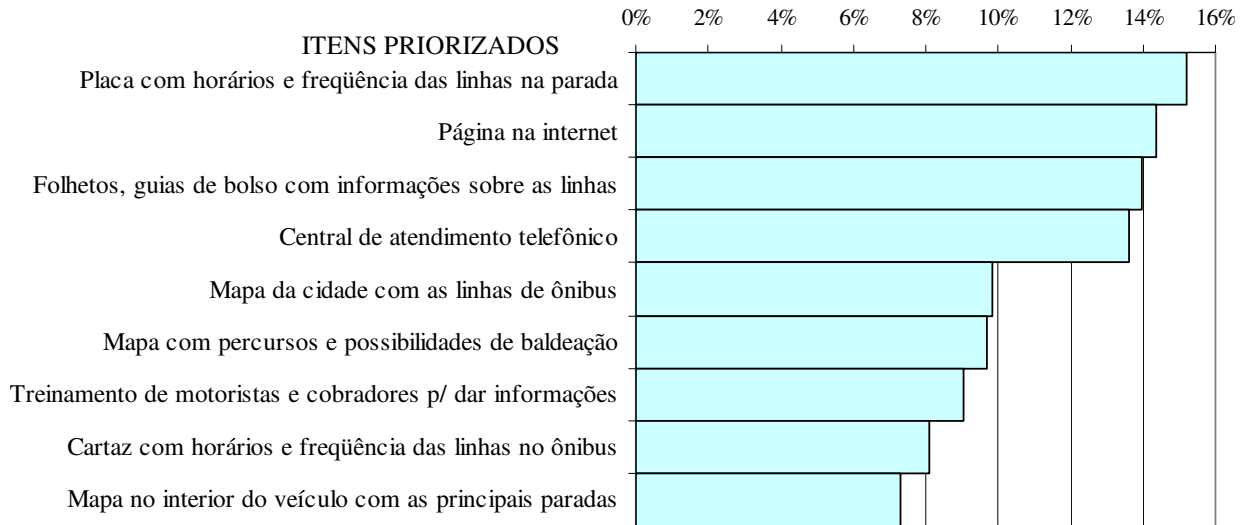 0% 2% 4% 6% 8% 10% 12% 14% 16%
ITENS PRIORIZADOS
Placa com horários e freqüência das linhas na parada
Página na internet
Folhetos, guias de bolso com informações sobre as linhas
Central de atendimento telefônico
Mapa da cidade com as linhas de ônibus
Mapa com percursos e possibilidades de baldeação
Treinamento de motoristas e cobradores p/ dar informações
Cartaz com horários e freqüência das linhas no ônibus
Mapa no interior do veículo com as principais paradas